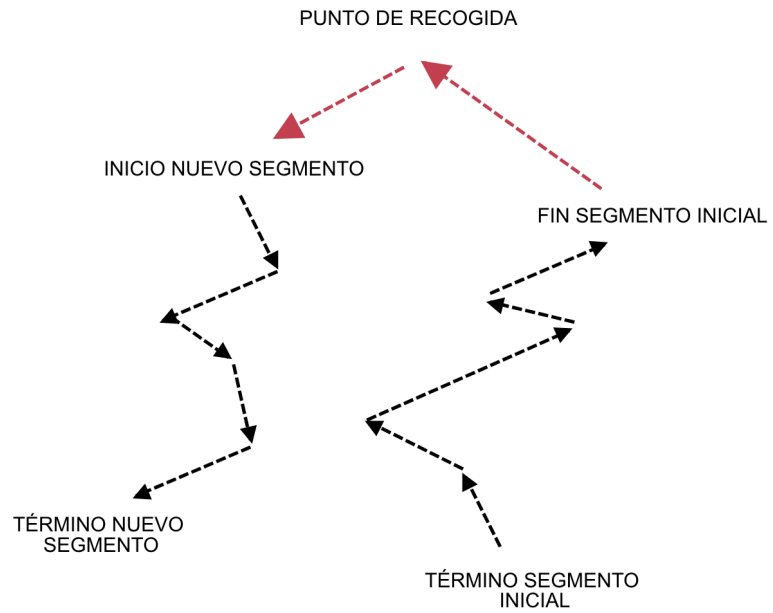 PUNTO DE RECOGIDA
INICIO NUEVO SEGMENTO
FIN SEGMENTO INICIAL
TÉRMINO NUEVO
SEGMENTO
TÉRMINO SEGMENTO
INICIAL